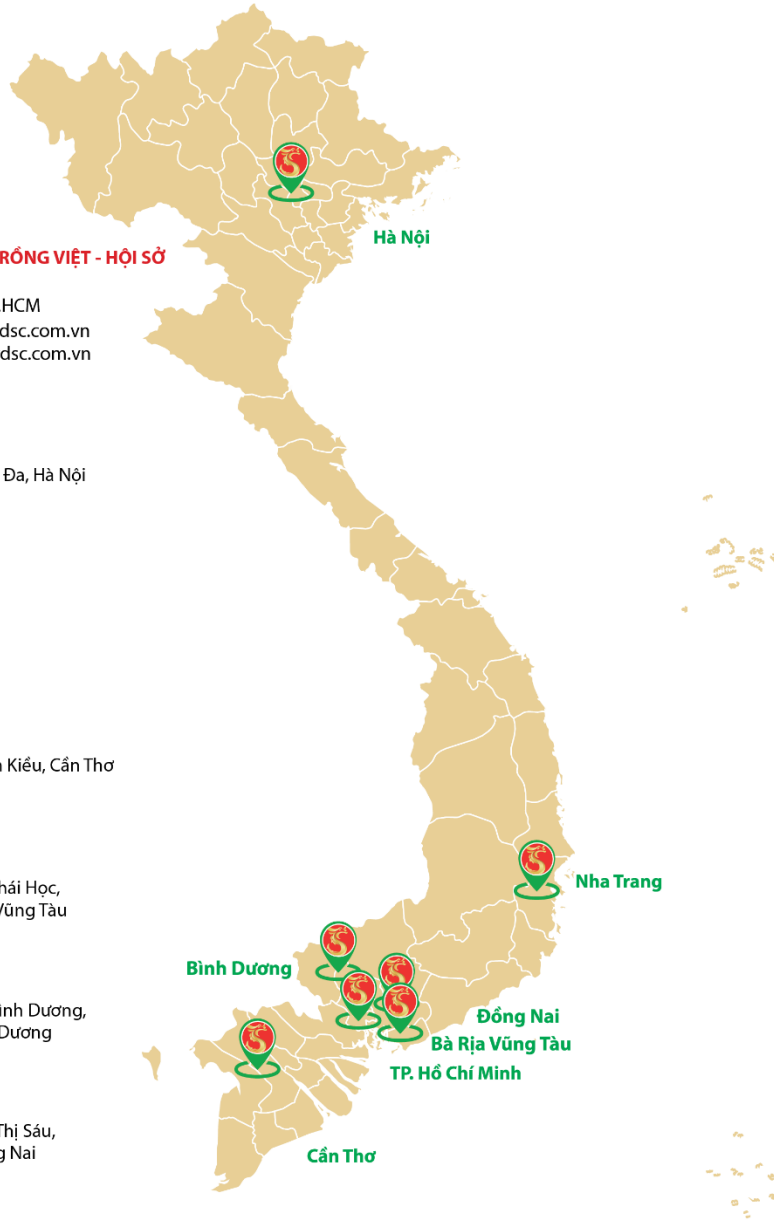 Hà Nội
RỒNG VIỆT - HỘI SỞ
.HCM
dsc.com.vn
dsc.com.vn
Đa, Hà Nội
Kiều, Cần Thơ
hái Học,
Vũng Tàu
Nha Trang
Bình Dương
ình Dương,
Dương
Đồng Nai
Bà Rịa Vũng Tàu
TP. Hồ Chí Minh
Thị Sáu,
g Nai
Cần Thơ